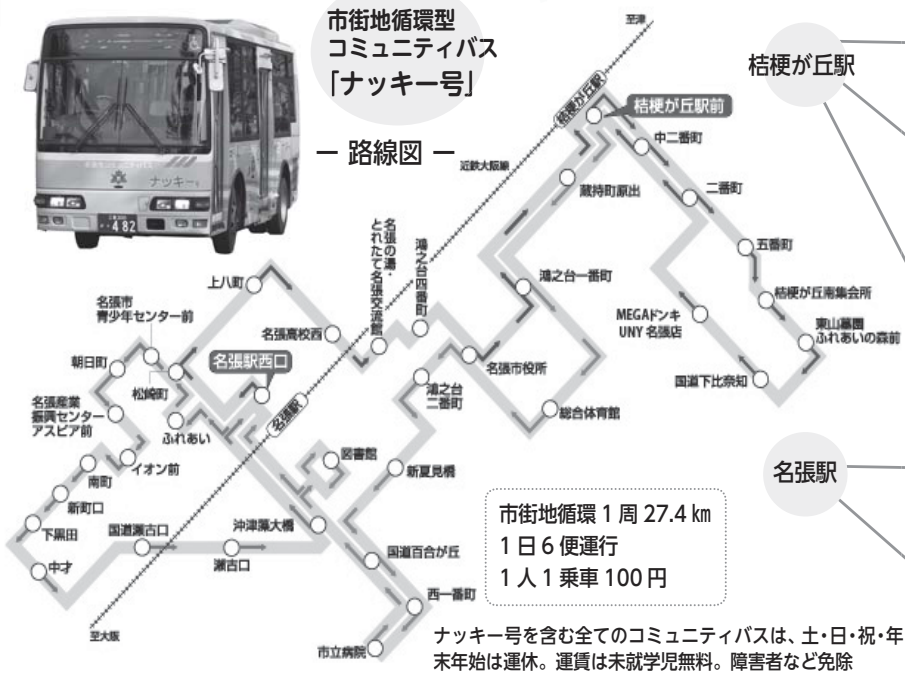 市街地循環型
コミュニティバス
「ナッキー号」
― 路線図 ―
ナッキー号
482
至津
桔梗が丘駅
桔梗が丘駅
桔梗が丘駅前
近鉄大阪線
中二番町
蔵持町原出
二番町
五番町
桔梗が丘南集会所
東山墓園
ふれあいの森前
MEGAドンキ
UNY 名張店
国道下比奈知
鴻之台一番町
名張の湯・
とれたて名張交流館
鴻之台四番町
上八町
名張高校西
名張市
青少年センター前
朝日町
松崎町
名張駅西口
名張駅
名張市役所
鴻之台
二番町
総合体育館
名張産業
振興センター
アスピア前
ふれあい
イオン前
南町
新町口
下黒田
中才
国道瀬古口
瀬古口
沖津藻大橋
図書館
新夏見橋
国道百合が丘
西一番町
市立病院
至大阪
名張駅
市街地循環 1 周 27.4 ㎞
1 日 6 便運行
1 人 1 乗車 100 円
ナッキー号を含む全てのコミュニティバスは、土・日・祝・年
末年始は運休。運賃は未就学児無料。障害者など免除